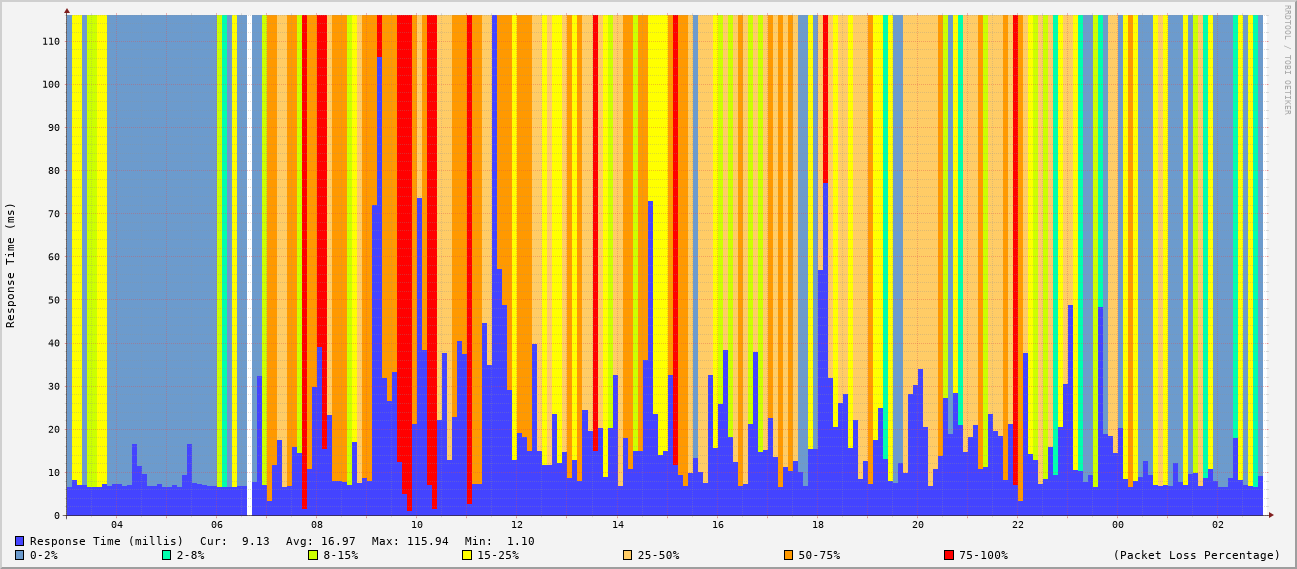 RRDTOOL / TOBI OETIKER
Response Time (ms)
110
100
90
80
70
60
50
40
30
20
10
0
04 06 08 10 12 14 16 18 20 22 00 02
Response Time (millis) Cur: 9.13 Avg: 16.97 Max: 115.94 Min: 1.10
0-2% 2-8% 8-15% 15-25% 25-50% 50-75% 75-100% (Packet Loss Percentage)